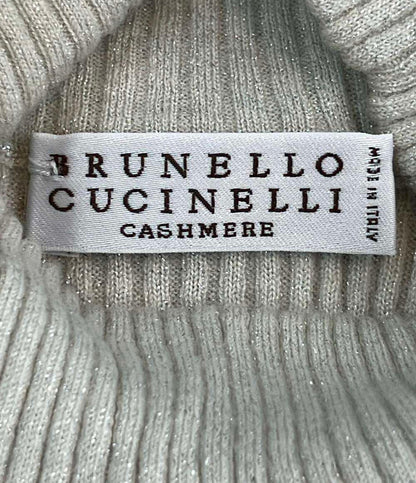 BRUNELLO
CUCINELLI
CASHMERE
MADE IN ITALY